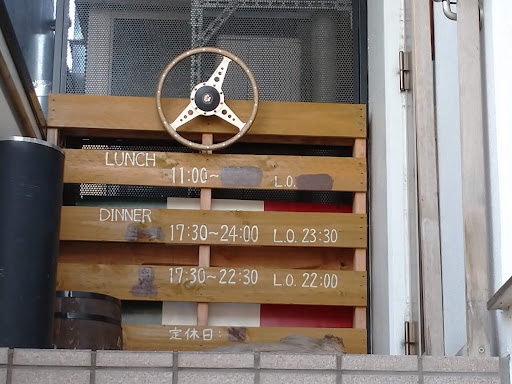 LUNCH
11:00~ L.O.
DINNER
17:30~24:00 L.O. 23:30
17:30~22:30 L.O. 22:00
定休日: